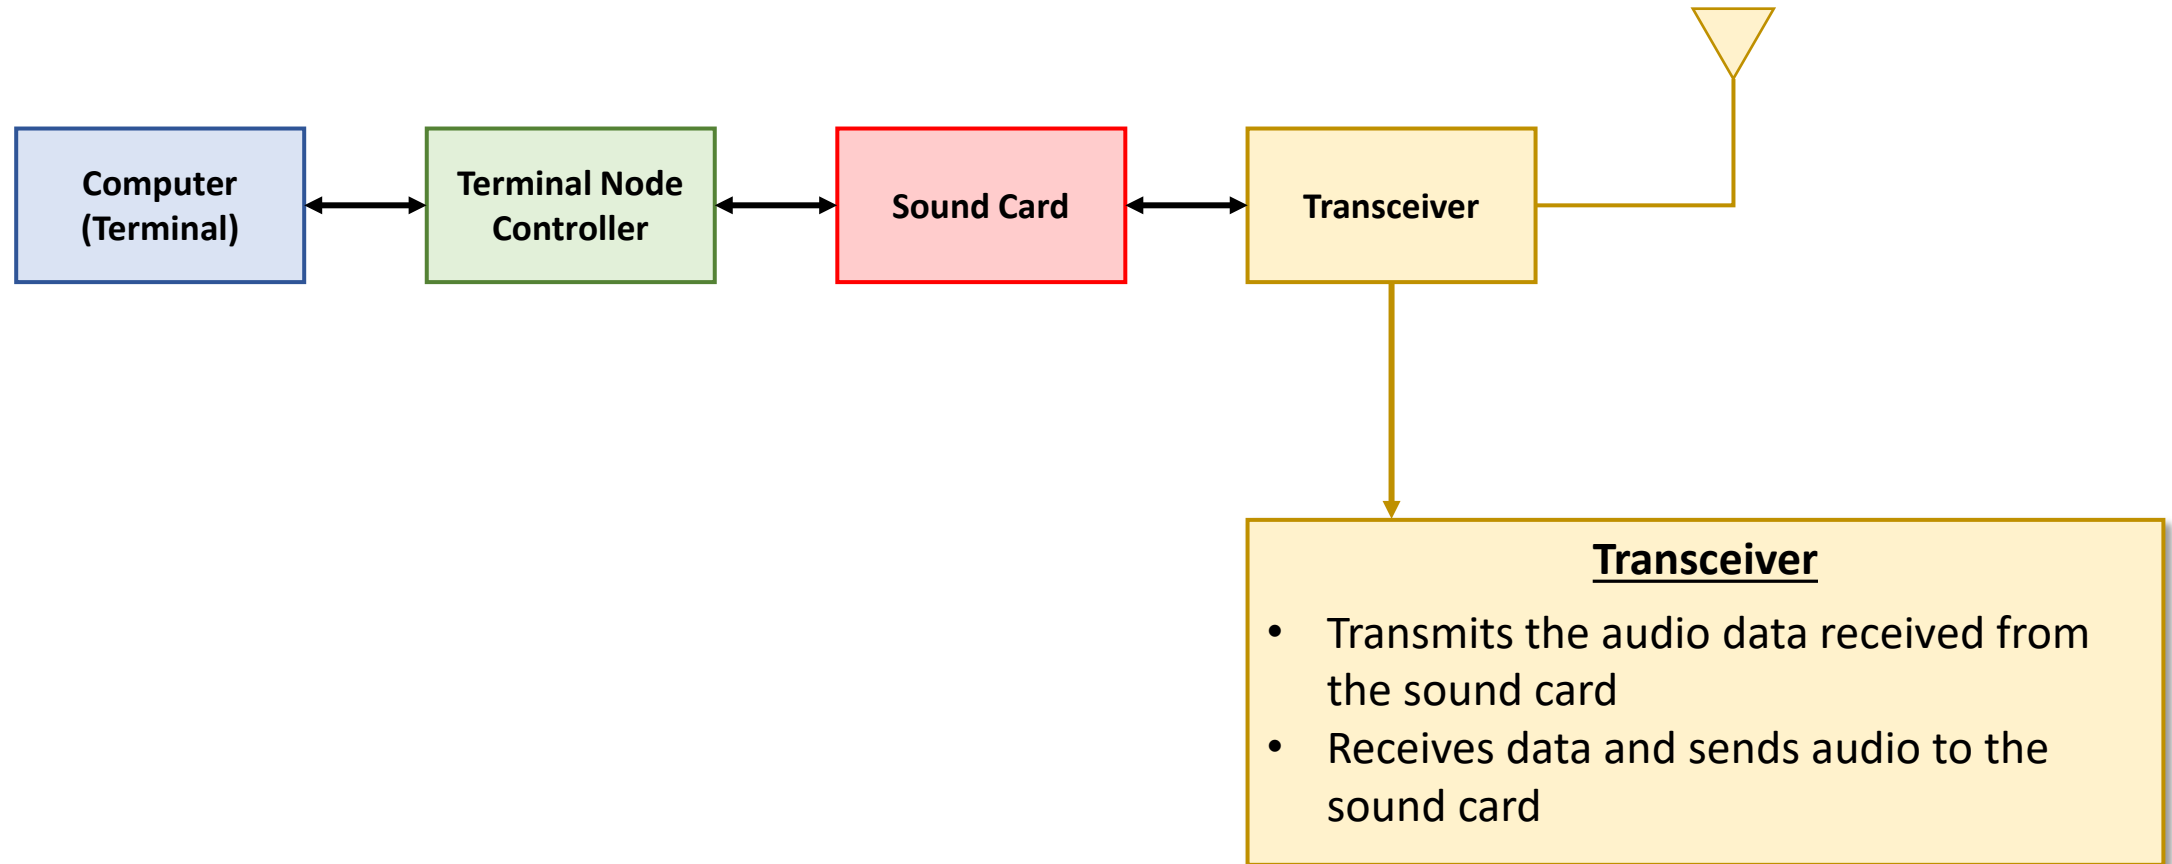 Computer
(Terminal)
Terminal Node
Controller
Sound Card
Transceiver
Transceiver
• Transmits the audio data received from
the sound card
• Receives data and sends audio to the
sound card